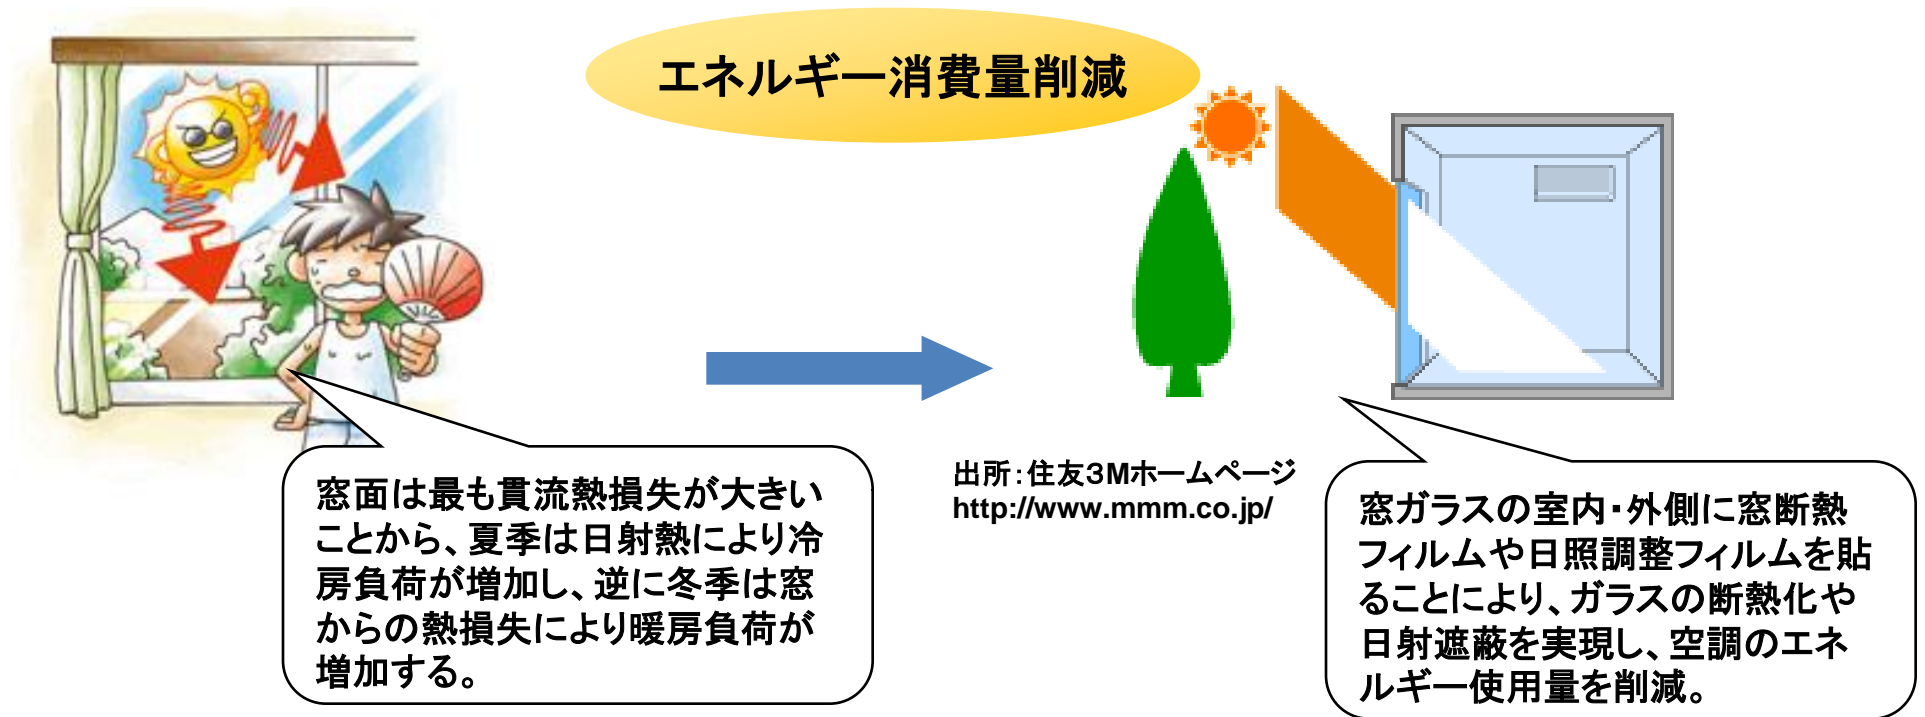 エネルギー消費量削減
窓面は最も貫流熱損失が大きい
ことから、夏季は日射熱により冷
房負荷が増加し、逆に冬季は窓
からの熱損失により暖房負荷が
増加する。
出所：住友３Mホームページ
http://www.mmm.co.jp/
窓ガラスの室内・外側に窓断熱
フィルムや日照調整フィルムを貼
ることにより、ガラスの断熱化や
日射遮蔽を実現し、空調のエネ
ルギー使用量を削減。